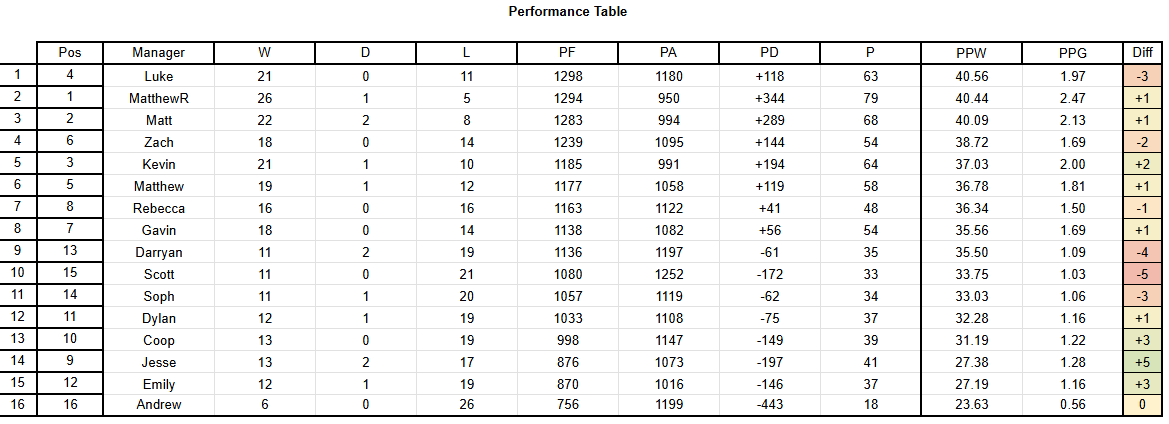 Performance Table
Pos Manager W D L PF PA PD P PPW PPG Diff
1 4 Luke 21 0 11 1298 1180 +118 63 40.56 1.97 -3
2 1 MatthewR 26 1 5 1294 950 +344 79 40.44 2.47 +1
3 2 Matt 22 2 8 1283 994 +289 68 40.09 2.13 +1
4 6 Zach 18 0 14 1239 1095 +144 54 38.72 1.69 -2
5 3 Kevin 21 1 10 1185 991 +194 64 37.03 2.00 +2
6 5 Matthew 19 1 12 1177 1058 +119 58 36.78 1.81 +1
7 8 Rebecca 16 0 16 1163 1122 +41 48 36.34 1.50 -1
8 7 Gavin 18 0 14 1138 1082 +56 54 35.56 1.69 +1
9 13 Darryan 11 2 19 1136 1197 -61 35 35.50 1.09 -4
10 15 Scott 11 0 21 1080 1252 -172 33 33.75 1.03 -5
11 14 Soph 11 1 20 1057 1119 -62 34 33.03 1.06 -3
12 11 Dylan 12 1 19 1033 1108 -75 37 32.28 1.16 +1
13 10 Coop 13 0 19 998 1147 -149 39 31.19 1.22 +3
14 9 Jesse 13 2 17 876 1073 -197 41 27.38 1.28 +5
15 12 Emily 12 1 19 870 1016 -146 37 27.19 1.16 +3
16 16 Andrew 6 0 26 756 1199 -443 18 23.63 0.56 0